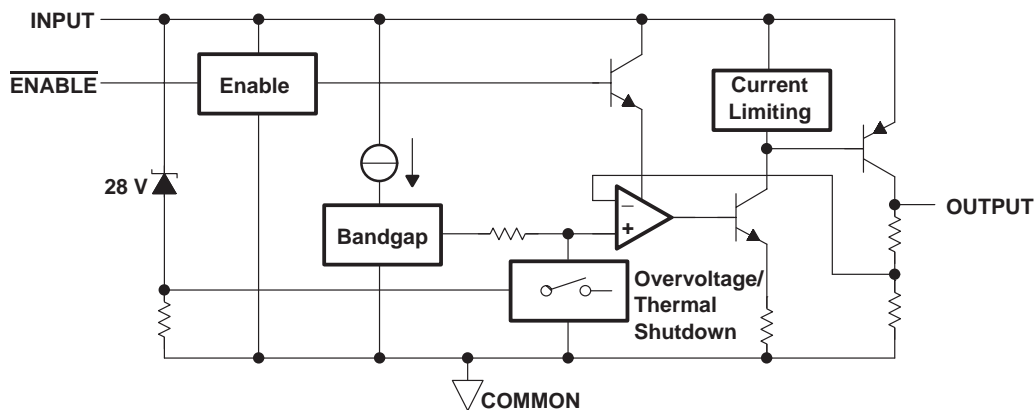 INPUT
ENABLE
Enable
Current
Limiting
28 V
−
+
Bandgap
OUTPUT
Overvoltage/
Thermal
Shutdown
COMMON